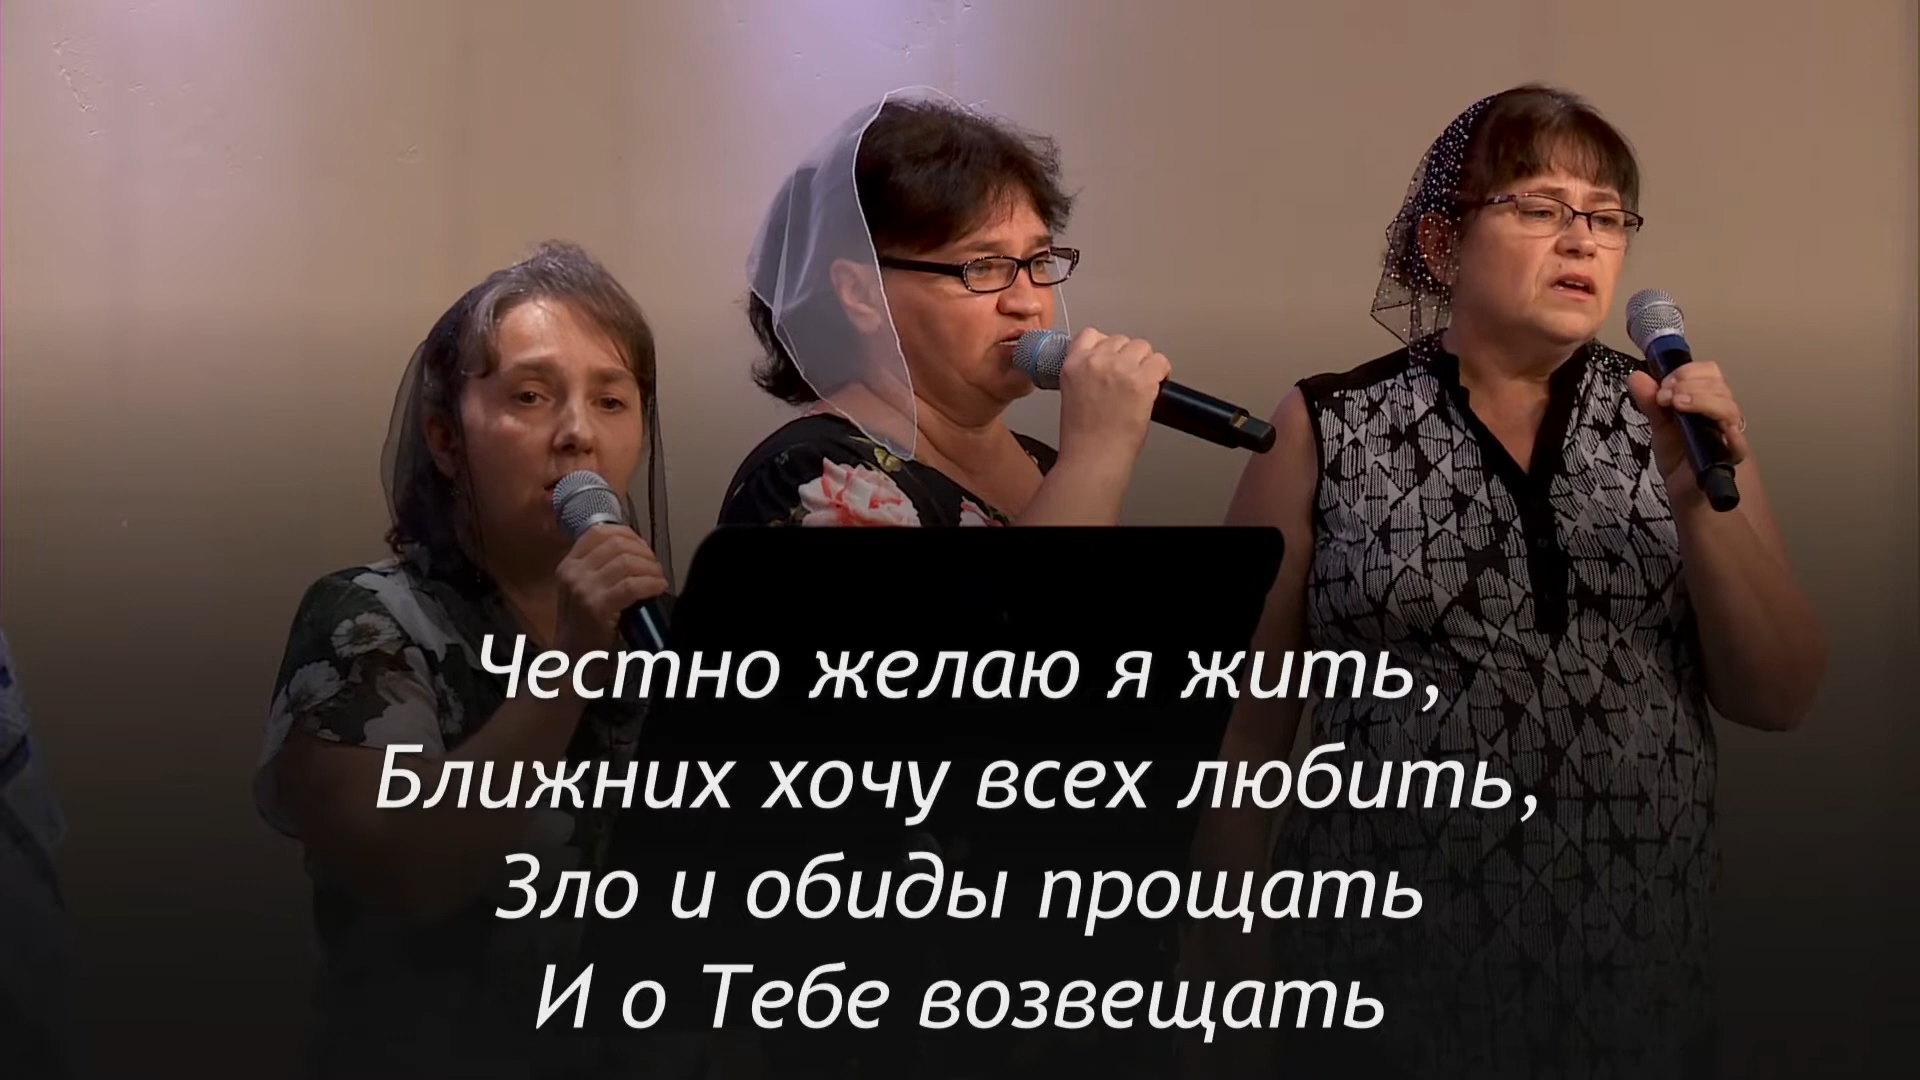 Честно желаю я жить,
Ближних хочу всех любить,
Зло и обиды прощать
И о Тебе возвещать